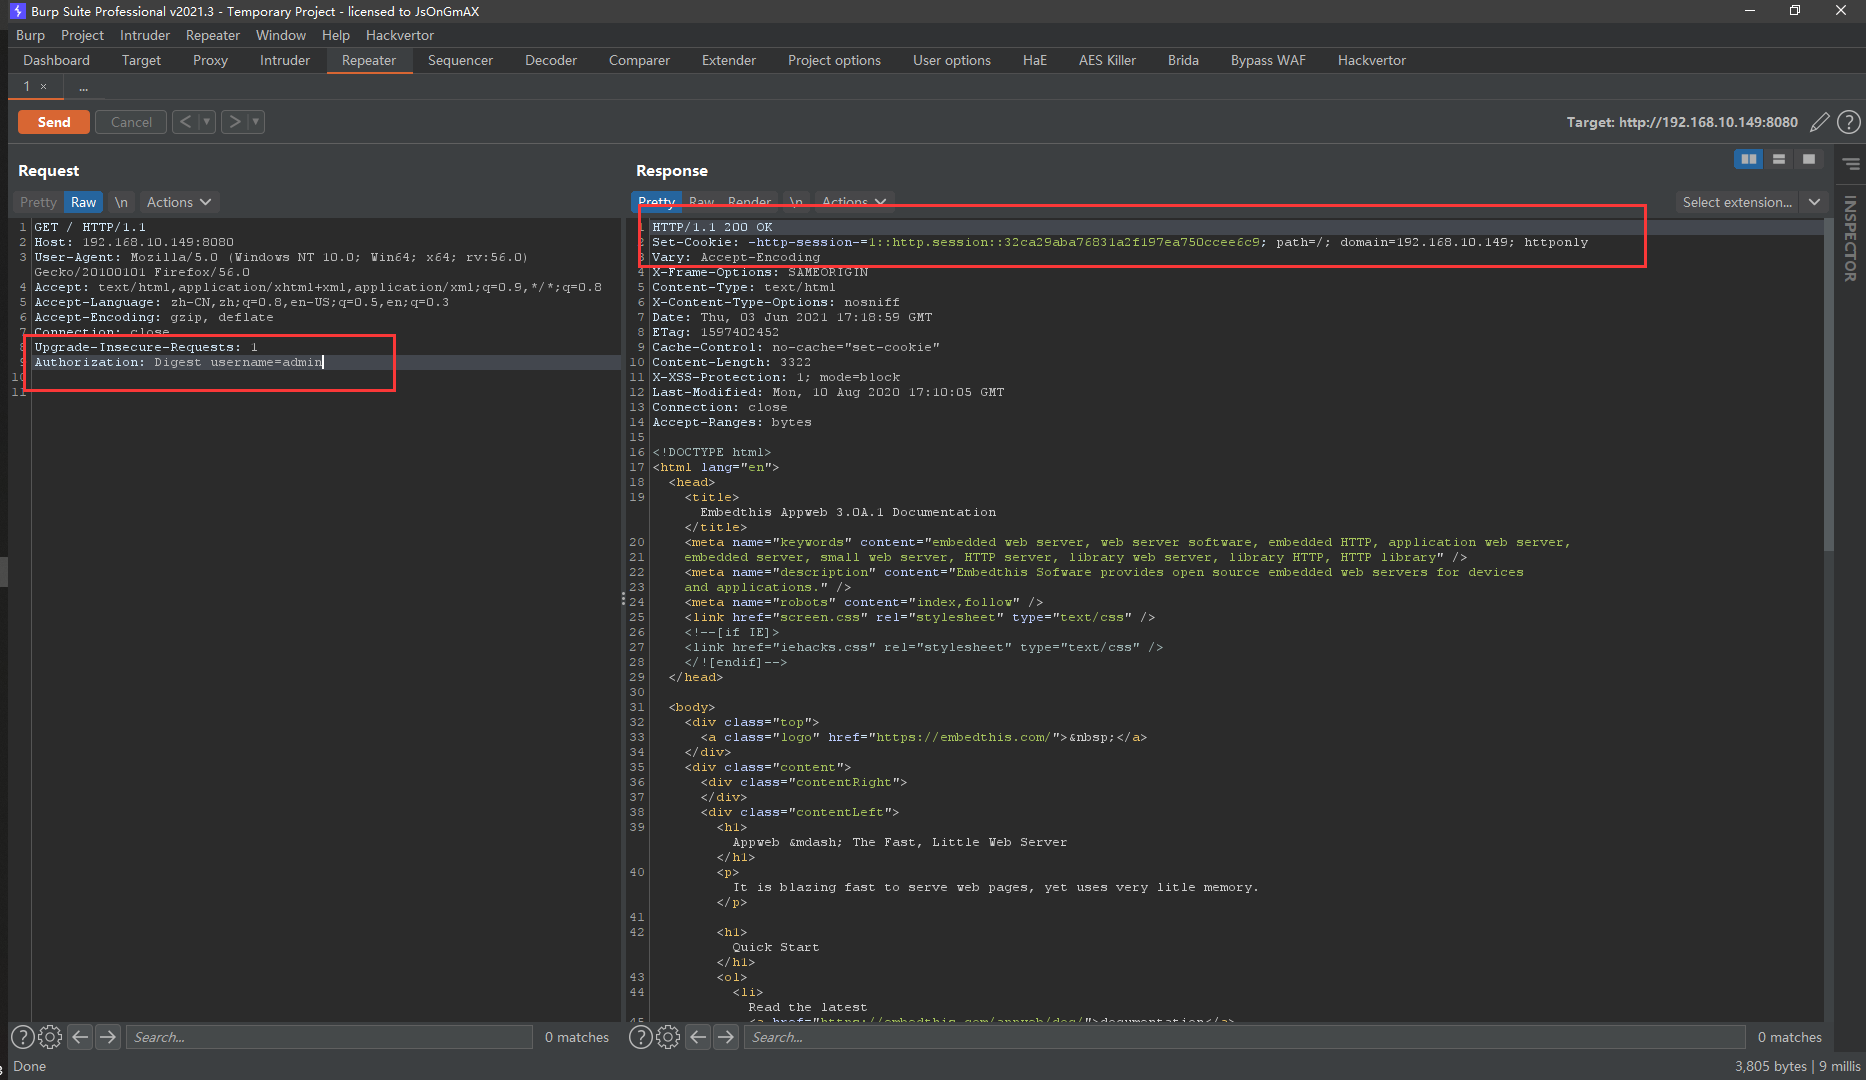 Burp Suite Professional v2021.3 - Temporary Project - licensed to JsOnGmAX
Burp Project Intruder Repeater Window Help Hackvertor
Dashboard Target Proxy Intruder Repeater Sequencer Decoder Comparer Extender Project options User options HaE AES Killer Brida Bypass WAF Hackvertor
1 × ...
Send Cancel < > Target: http://192.168.10.149:8080
Request
Pretty Raw \n Actions
1 GET / HTTP/1.1
2 Host: 192.168.10.149:8080
3 User-Agent: Mozilla/5.0 (Windows NT 10.0; Win64; x64; rv:56.0)
Gecko/20100101 Firefox/56.0
4 Accept: text/html,application/xhtml+xml,application/xml;q=0.9,*/*;q=0.8
5 Accept-Language: zh-CN,zh;q=0.8,en-US;q=0.5,en;q=0.3
6 Accept-Encoding: gzip, deflate
7 Connection: close
8 Upgrade-Insecure-Requests: 1
9 Authorization: Digest username=admin
10
11
Search... 0 matches
Response
Pretty Raw Render \n Actions
Select extension...
INSPECTOR
1 HTTP/1.1 200 OK
2 Set-Cookie: -http-session-=1::http.session::32ca29aba76831a2f197ea750ccee6c9; path=/; domain=192.168.10.149; httponly
3 Vary: Accept-Encoding
4 X-Frame-Options: SAMEORIGIN
5 Content-Type: text/html
6 X-Content-Type-Options: nosniff
7 Date: Thu, 03 Jun 2021 17:18:59 GMT
8 ETag: 1597402452
9 Cache-Control: no-cache="set-cookie"
10 Content-Length: 3322
11 X-XSS-Protection: 1; mode=block
12 Last-Modified: Mon, 10 Aug 2020 17:10:05 GMT
13 Connection: close
14 Accept-Ranges: bytes
15
16 <!DOCTYPE html>
17 <html lang="en">
18 <head>
19 <title>
Embedthis Appweb 3.0A.1 Documentation
</title>
20 <meta name="keywords" content="embedded web server, web server software, embedded HTTP, application web server,
21 embedded server, small web server, HTTP server, library web server, library HTTP, HTTP library" />
22 <meta name="description" content="Embedthis Sofware provides open source embedded web servers for devices
23 and applications." />
24 <meta name="robots" content="index,follow" />
25 <link href="screen.css" rel="stylesheet" type="text/css" />
26 <!--[if IE]>
27 <link href="iehacks.css" rel="stylesheet" type="text/css" />
28 </![endif]-->
29 </head>
30
31 <body>
32 <div class="top">
33 <a class="logo" href="https://embedthis.com/">&nbsp;</a>
34 </div>
35 <div class="content">
36 <div class="contentRight">
37 </div>
38 <div class="contentLeft">
39 <h1>
Appweb &mdash; The Fast, Little Web Server
</h1>
40 <p>
It is blazing fast to serve web pages, yet uses very litle memory.
</p>
41
42 <h1>
Quick Start
</h1>
43 <ol>
44 <li>
Read the latest
45 <a href="https://embedthis.com/appweb/doc/">documentation</a>
Search... 0 matches
Done
3,805 bytes | 9 millis